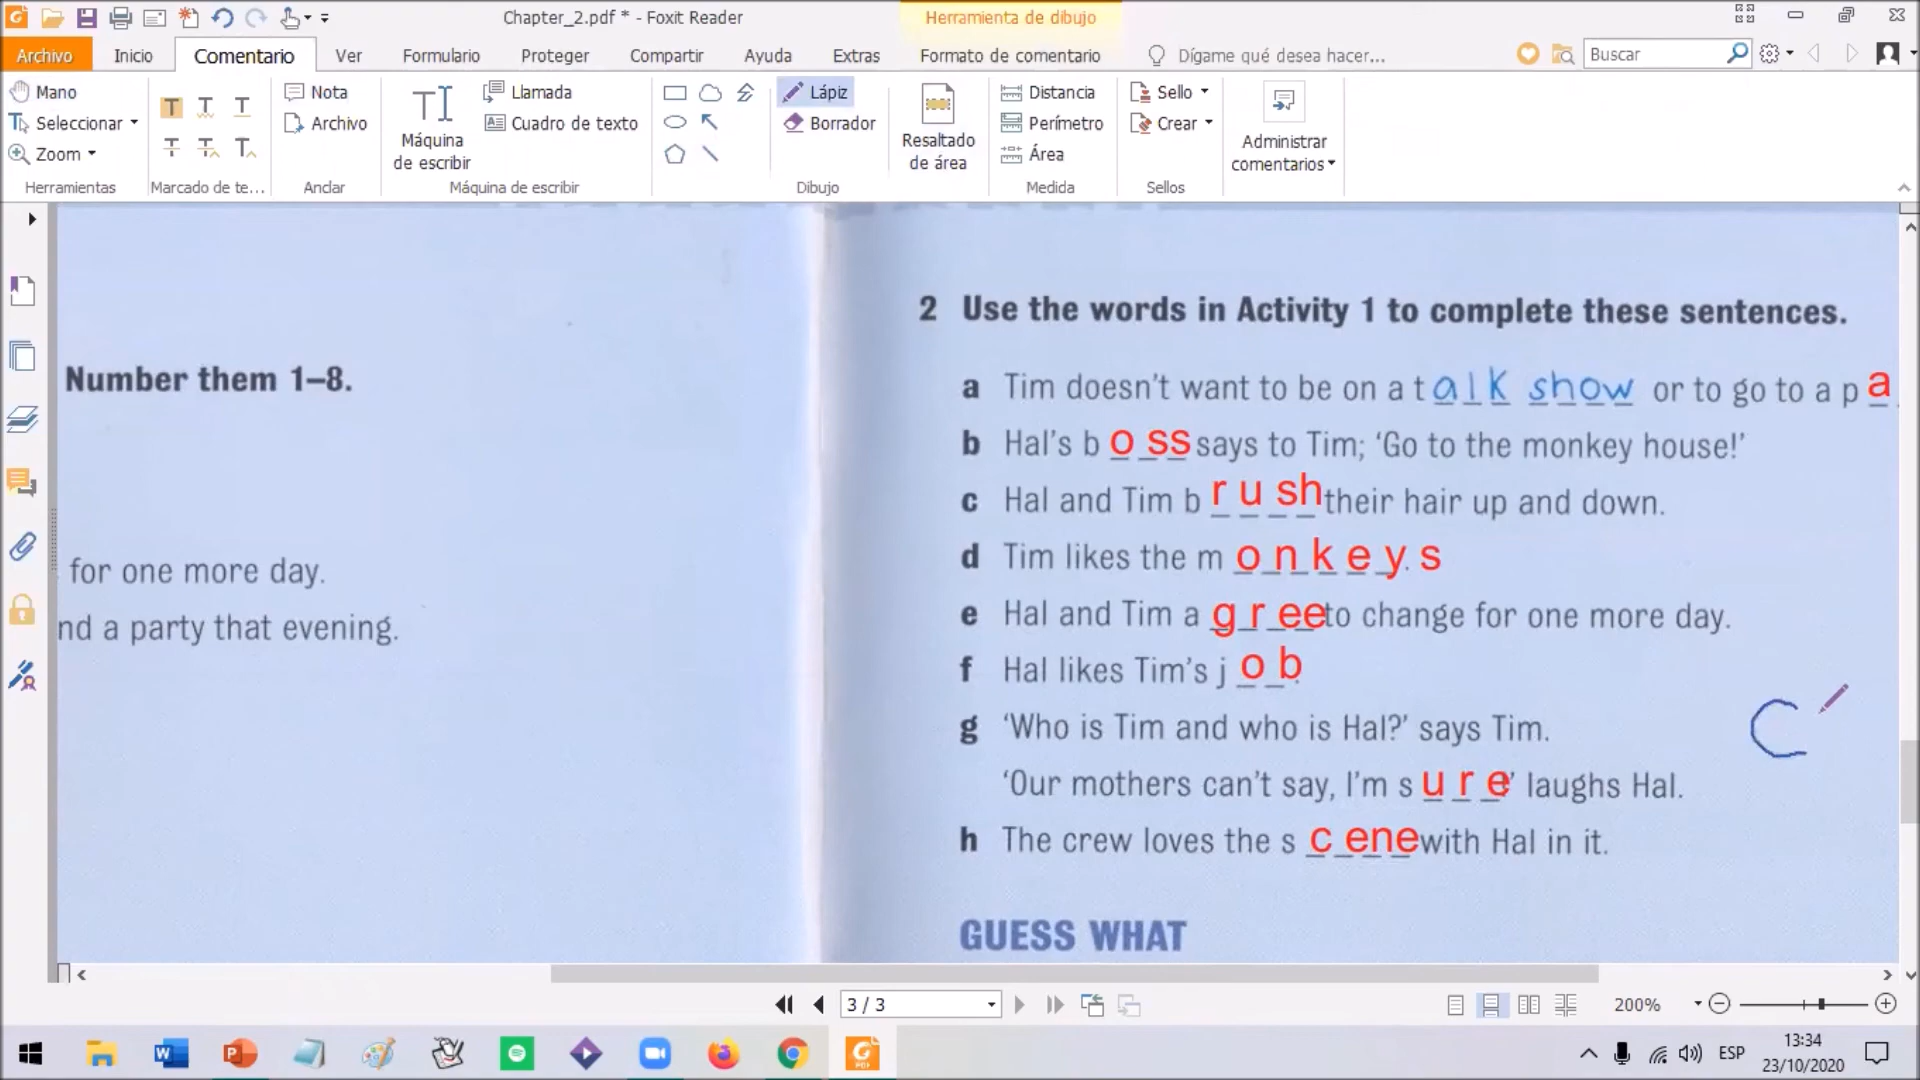 Chapter_2.pdf * - Foxit Reader
Herramienta de dibujo
Archivo Inicio Comentario Ver Formulario Proteger Compartir Ayuda Extras Formato de comentario Dígame qué desea hacer... Buscar
Mano
Seleccionar
Zoom
Herramientas
Marcado de te...
Nota
Archivo
Anclar
Máquina de escribir
Llamada
Cuadro de texto
Máquina de escribir
Lápiz
Borrador
Dibujo
Resaltado de área
Distancia
Perímetro
Área
Medida
Sello
Crear
Sellos
Administrar comentarios
Number them 1–8.
for one more day.
nd a party that evening.
2 Use the words in Activity 1 to complete these sentences.
a Tim doesn't want to be on a t alk show or to go to a p a
b Hal's b o ss says to Tim; 'Go to the monkey house!'
c Hal and Tim b r u sh their hair up and down.
d Tim likes the m o n k e y. s
e Hal and Tim a g r ee to change for one more day.
f Hal likes Tim's j o b.
g 'Who is Tim and who is Hal?' says Tim.
'Our mothers can't say, I'm s u r e' laughs Hal.
h The crew loves the s c ene with Hal in it.
C
GUESS WHAT
3 / 3
200%
ESP
13:34
23/10/2020